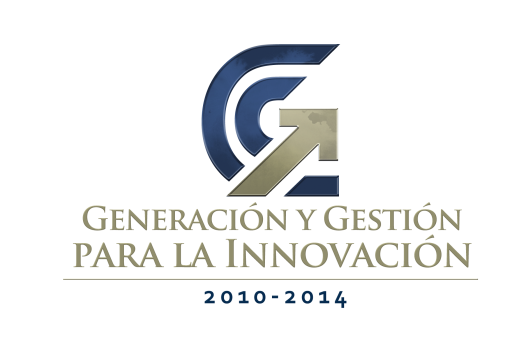 Generación y Gestión
para la Innovación
2010-2014